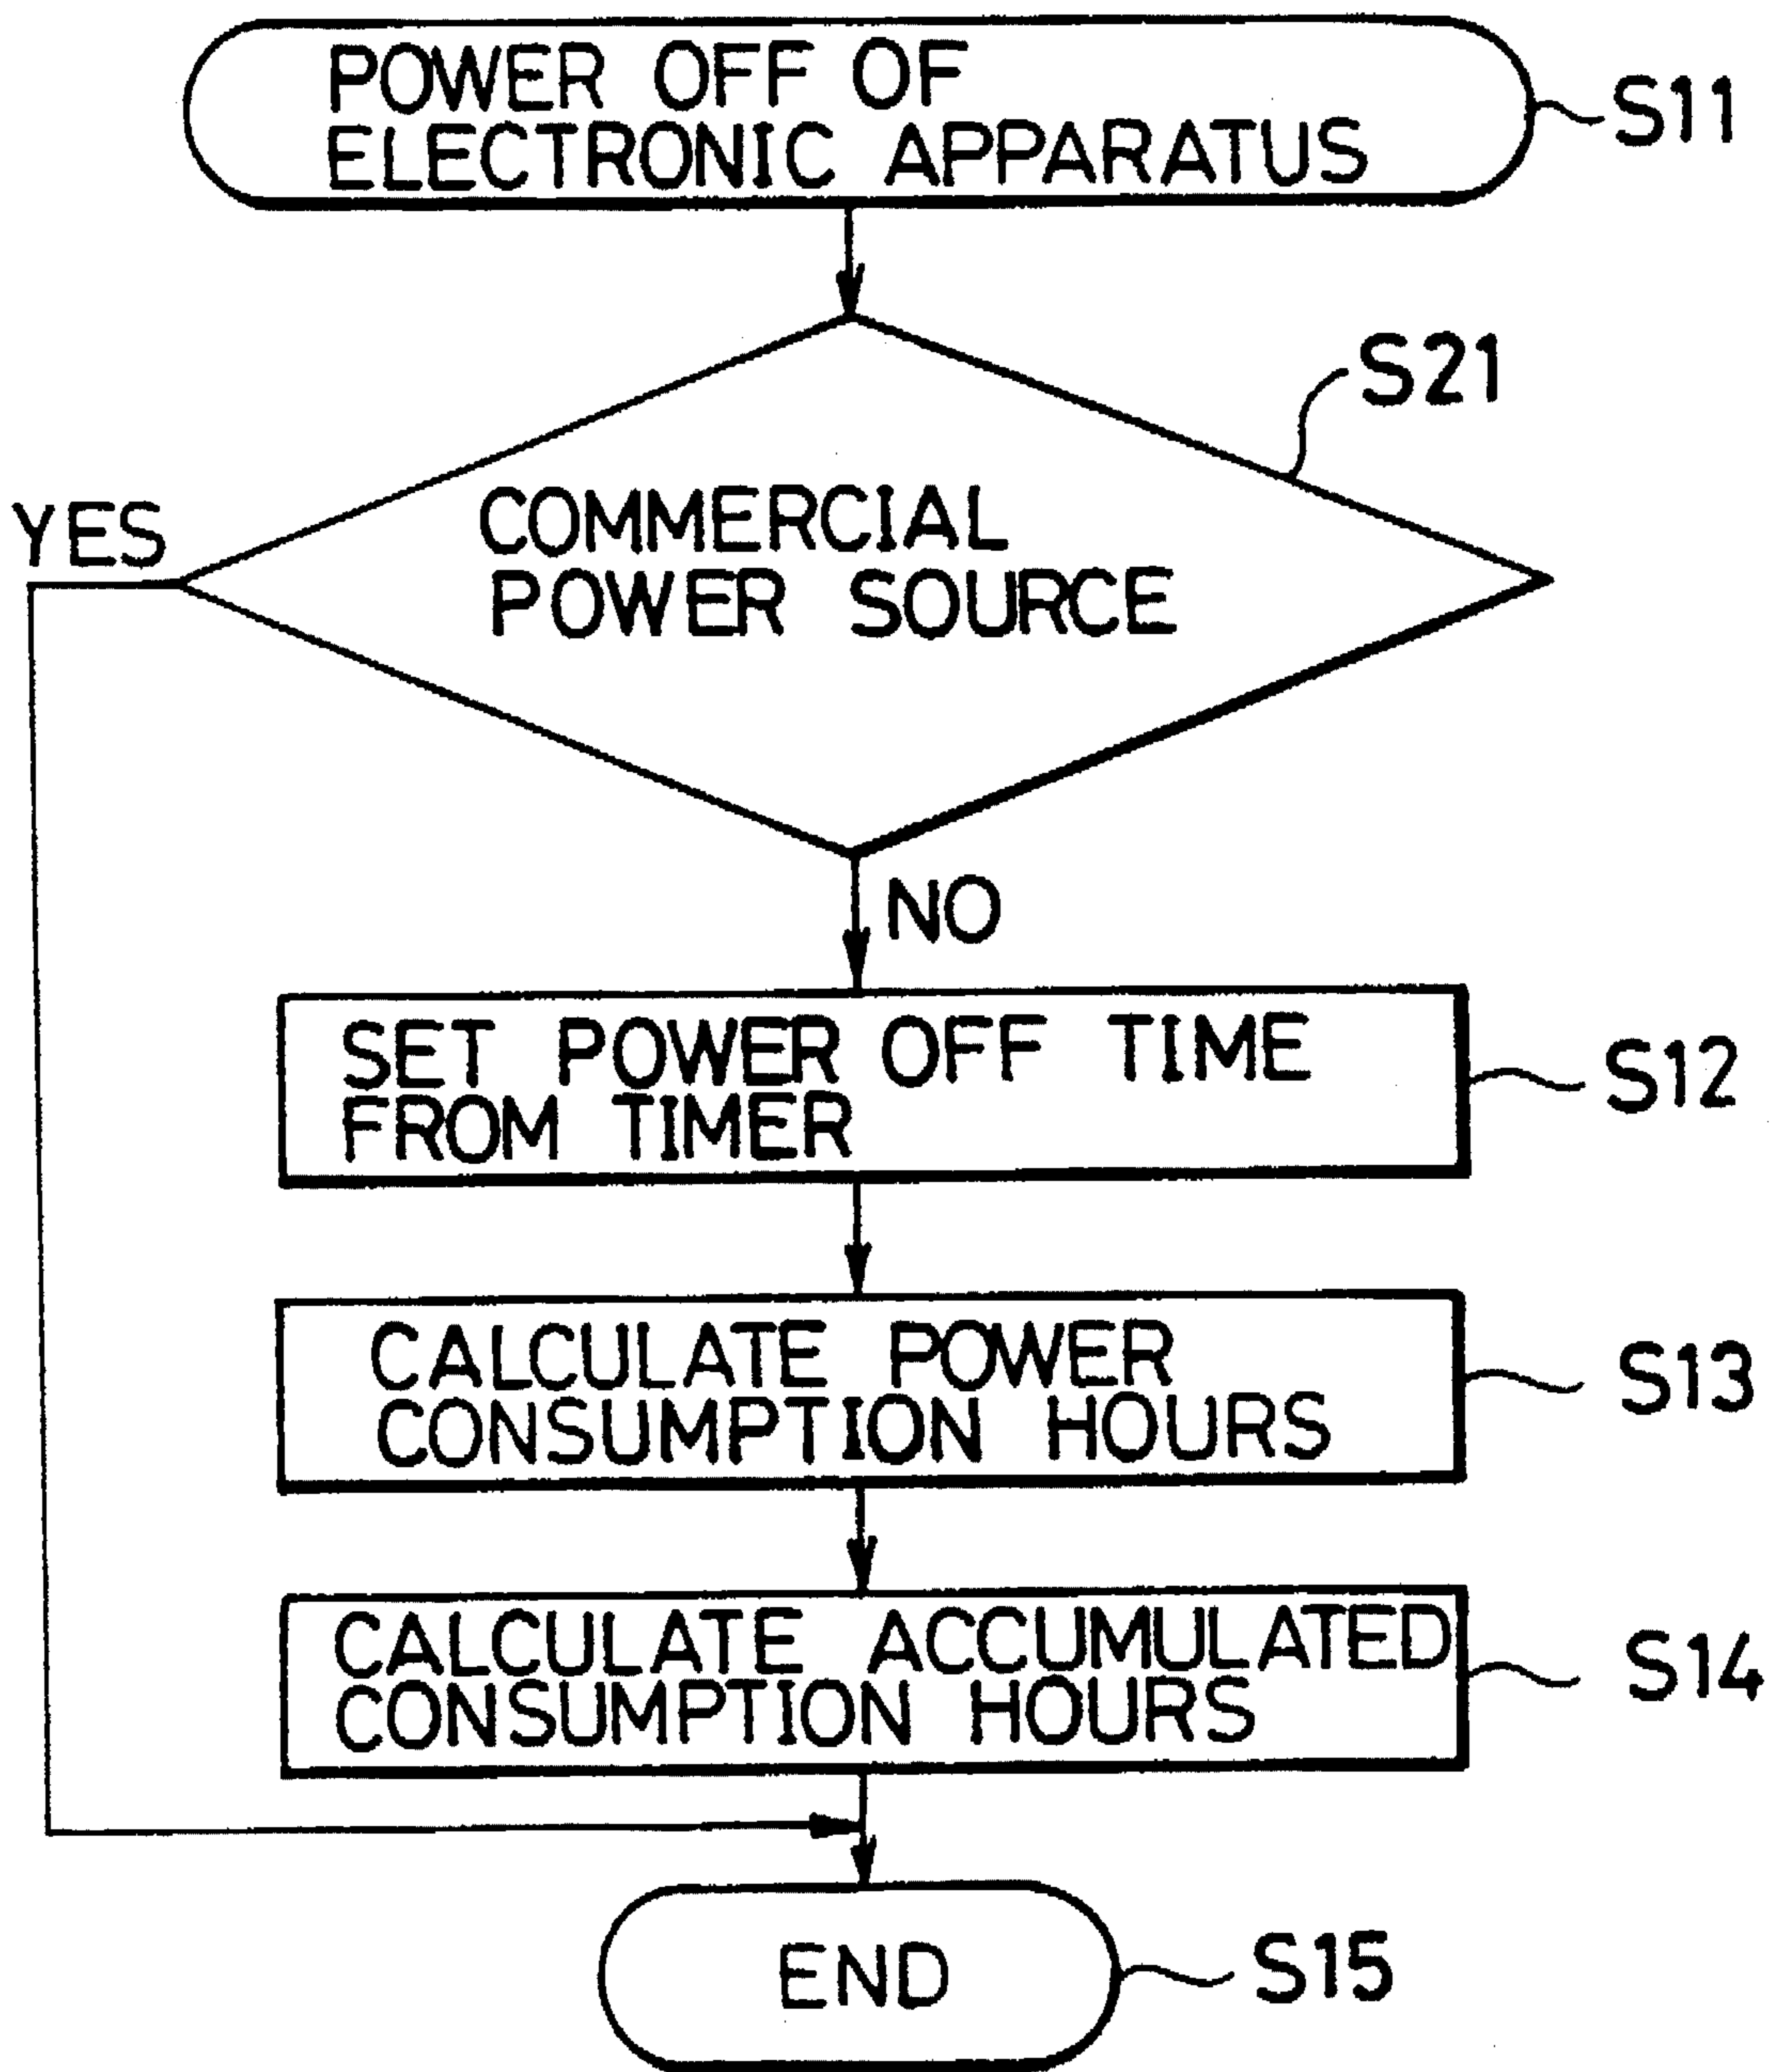 POWER OFF OF
ELECTRONIC APPARATUS
S11
S21
COMMERCIAL
POWER SOURCE
YES
NO
SET POWER OFF TIME
FROM TIMER
S12
CALCULATE POWER
CONSUMPTION HOURS
S13
CALCULATE ACCUMULATED
CONSUMPTION HOURS
S14
END
S15